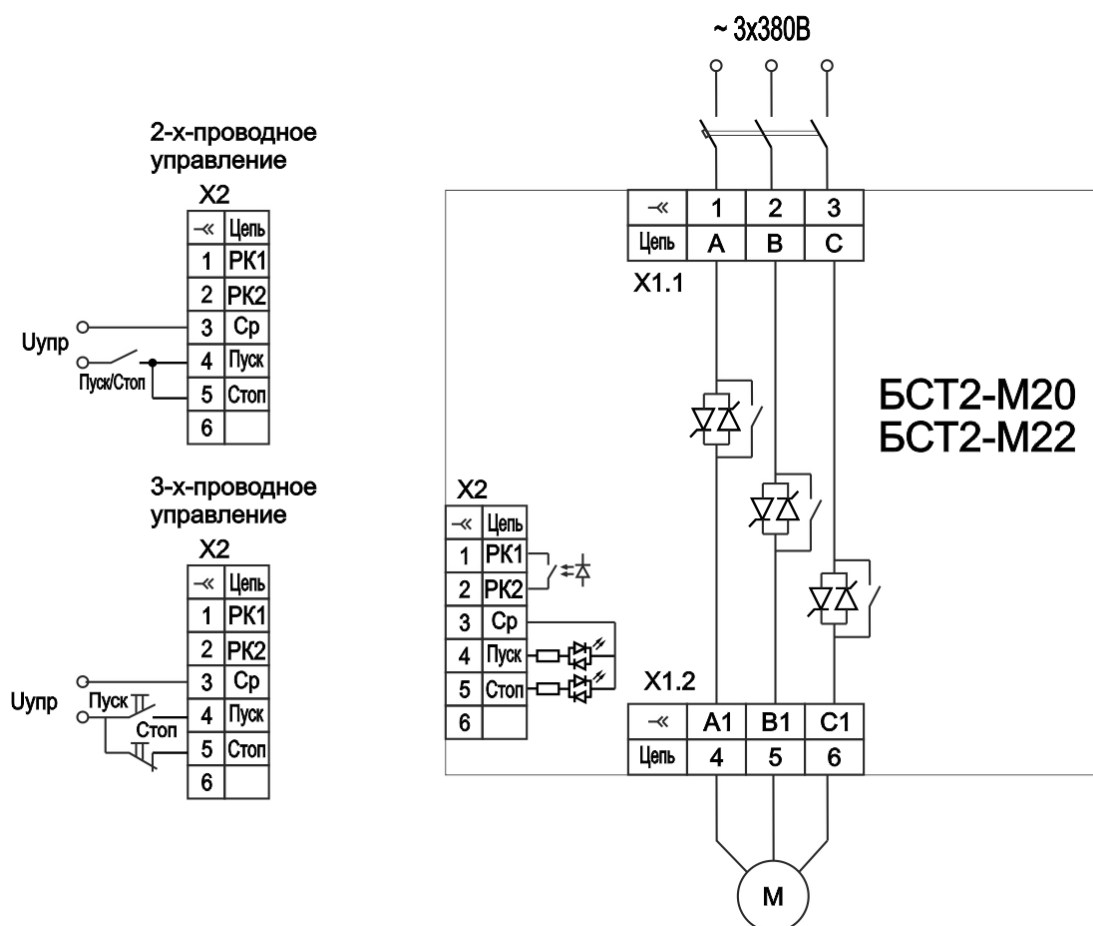 ~ 3x380В
2-х-проводное
управление
X2
Цепь
1 РК1
2 РК2
3 Ср
4 Пуск
5 Стоп
6
Uупр
Пуск/Стоп
3-х-проводное
управление
X2
Цепь
1 РК1
2 РК2
3 Ср
4 Пуск
5 Стоп
6
Uупр
Пуск
Стоп
1 2 3
Цепь A B C
X1.1
БСТ2-М20
БСТ2-М22
X2
Цепь
1 РК1
2 РК2
3 Ср
4 Пуск
5 Стоп
6
X1.2
A1 B1 C1
Цепь 4 5 6
M